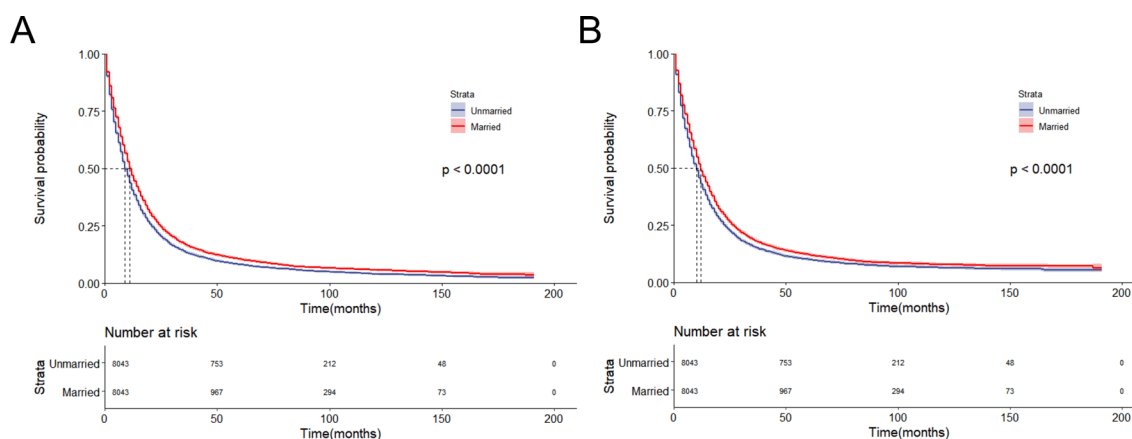 A
Survival probability
1.00
0.75
0.50
0.25
0.00
Strata
Unmarried
Married
p < 0.0001
0 50 100 150 200
Time(months)
Number at risk
Strata
Unmarried 8043 753 212 48 0
Married 8043 967 294 73 0
0 50 100 150 200
Time(months)
B
Survival probability
1.00
0.75
0.50
0.25
0.00
Strata
Unmarried
Married
p < 0.0001
0 50 100 150 200
Time(months)
Number at risk
Strata
Unmarried 8043 753 212 48 0
Married 8043 967 294 73 0
0 50 100 150 200
Time(months)